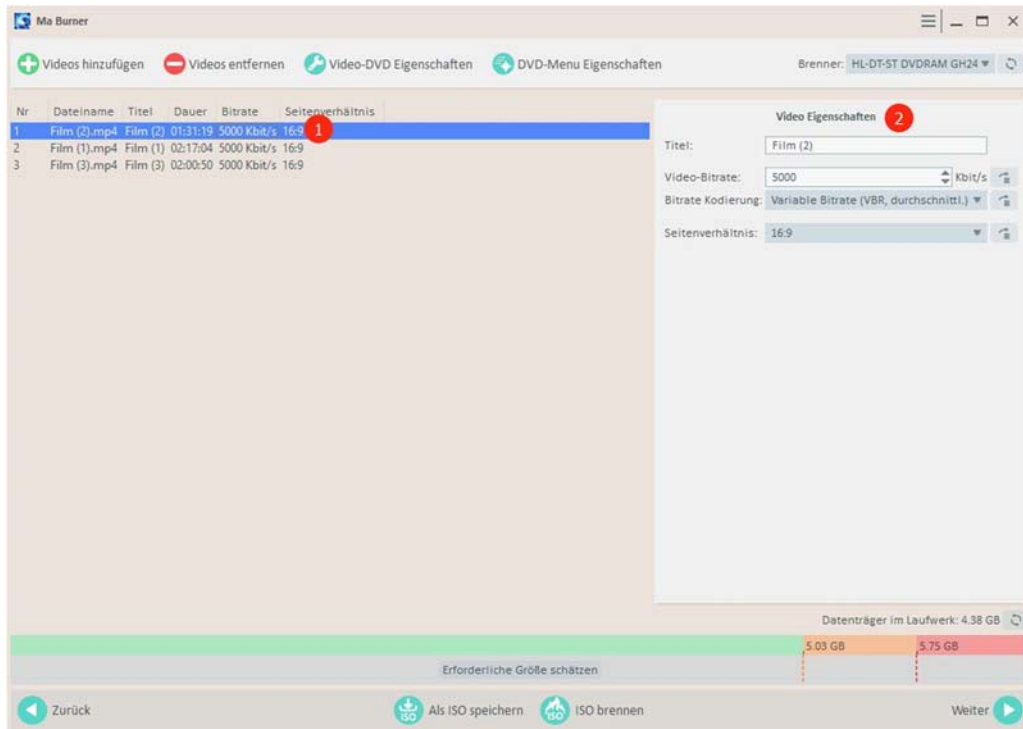 Ma Burner
Videos hinzufügen Videos entfernen Video-DVD Eigenschaften DVD-Menu Eigenschaften Brenner: HL-DT-ST DVDRAM GH24
Nr Dateiname Titel Dauer Bitrate Seitenverhältnis
1 Film (2).mp4 Film (2) 01:31:19 5000 Kbit/s 16:9 1
2 Film (1).mp4 Film (1) 02:17:04 5000 Kbit/s 16:9
3 Film (3).mp4 Film (3) 02:00:50 5000 Kbit/s 16:9
Video Eigenschaften 2
Titel: Film (2)
Video-Bitrate: 5000 Kbit/s
Bitrate Kodierung: Variable Bitrate (VBR, durchschnittl.)
Seitenverhältnis: 16:9
Datenträger im Laufwerk: 4.38 GB
5.03 GB 5.75 GB
Erforderliche Größe schätzen
Zurück ISO Als ISO speichern ISO ISO brennen Weiter